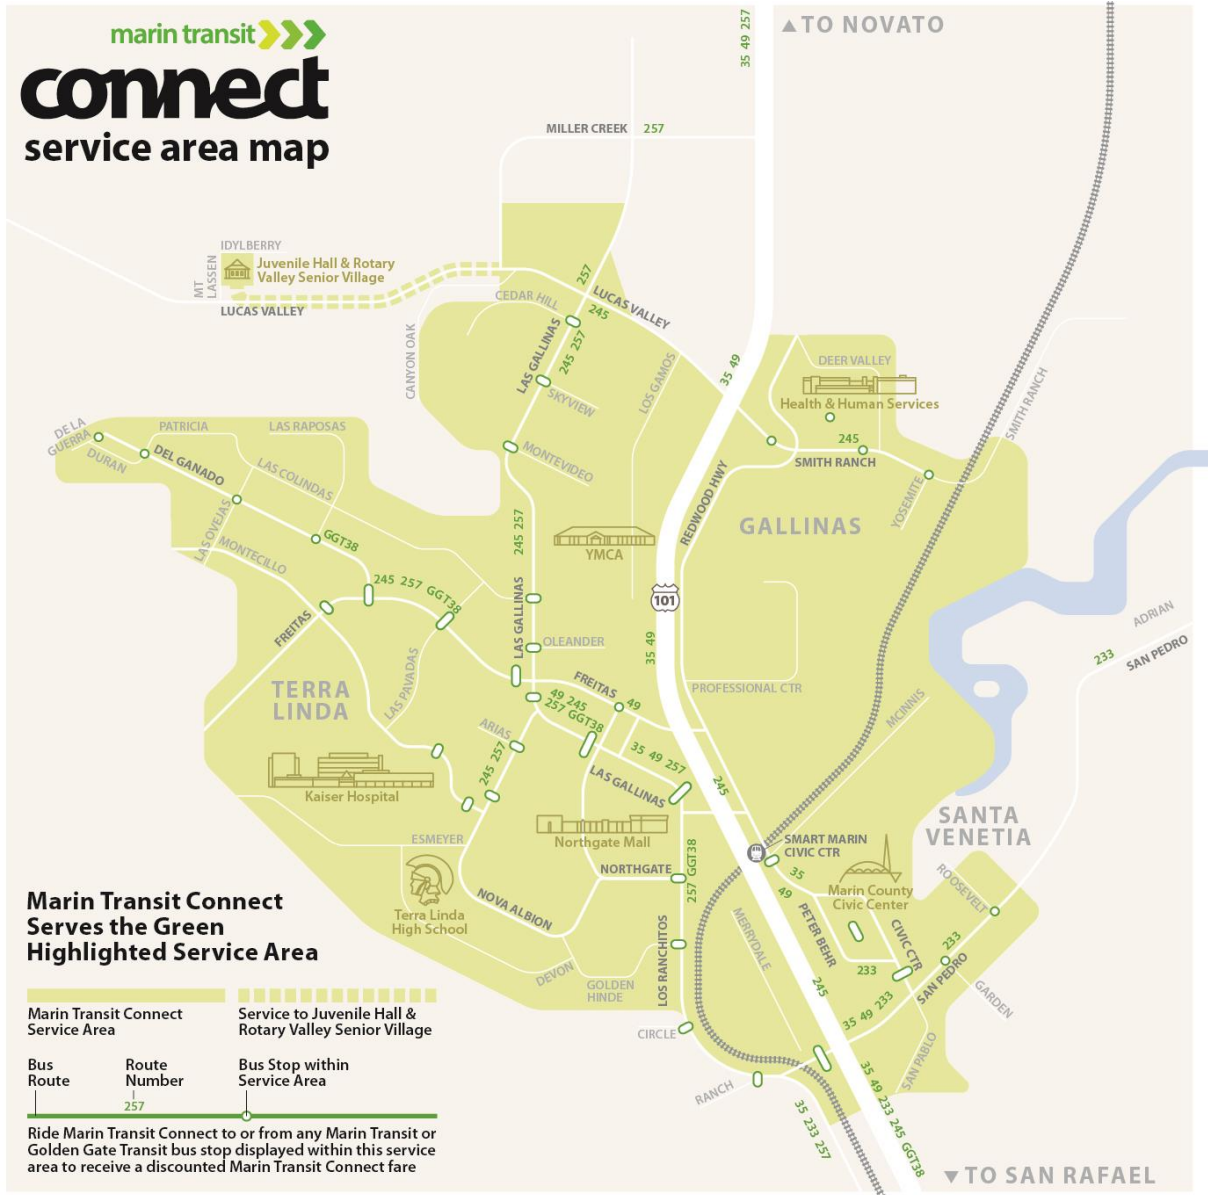 marin transit
connect
service area map
TO NOVATO
35 49 257
MILLER CREEK 257
IDYLBERRY
MT
LASSEN
Juvenile Hall & Rotary
Valley Senior Village
LUCAS VALLEY
CEDAR HILL
257
LUCAS VALLEY
245
CANYON OAK
LAS GALLINAS
245 257
SKYVIEW
LOS GAMOS
35 49
DEER VALLEY
Health & Human Services
245
SMITH RANCH
SMITH RANCH
YOSEMITE
DE LA
GUERRA
DURAN
PATRICIA
DEL GANADO
LAS RAPOSAS
LAS COLINDAS
LAS OVEJAS
MONTECILLO
GGT38
MONTEVIDEO
245 257
YMCA
REDWOOD HWY
GALLINAS
101
245 257 GGT38
FREITAS
LAS GALLINAS
OLEANDER
35 49
ADRIAN
SAN PEDRO
233
TERRA
LINDA
LAS PAVADAS
FREITAS
49
49 245
257 GGT38
PROFESSIONAL CTR
MCINNIS
ARIAS
245 257
35 49 257
LAS GALLINAS
245
Kaiser Hospital
Northgate Mall
ESMEYER
SANTA
VENETIA
SMART MARIN
CIVIC CTR
35
49
Marin County
Civic Center
ROOSEVELT
NORTHGATE
257 GGT38
Terra Linda
High School
NOVA ALBION
MERRYDALE
PETER BEHR
CIVIC CTR
233
233
SAN PEDRO
GARDEN
DEVON
GOLDEN
HINDE
LOS RANCHITOS
245
35 49 233
CIRCLE
SAN PABLO
RANCH
35 233 257
35 49 233 245 GGT38
TO SAN RAFAEL
Marin Transit Connect
Serves the Green
Highlighted Service Area
Marin Transit Connect
Service Area
Service to Juvenile Hall &
Rotary Valley Senior Village
Bus
Route
Route
Number
257
Bus Stop within
Service Area
Ride Marin Transit Connect to or from any Marin Transit or
Golden Gate Transit bus stop displayed within this service
area to receive a discounted Marin Transit Connect fare